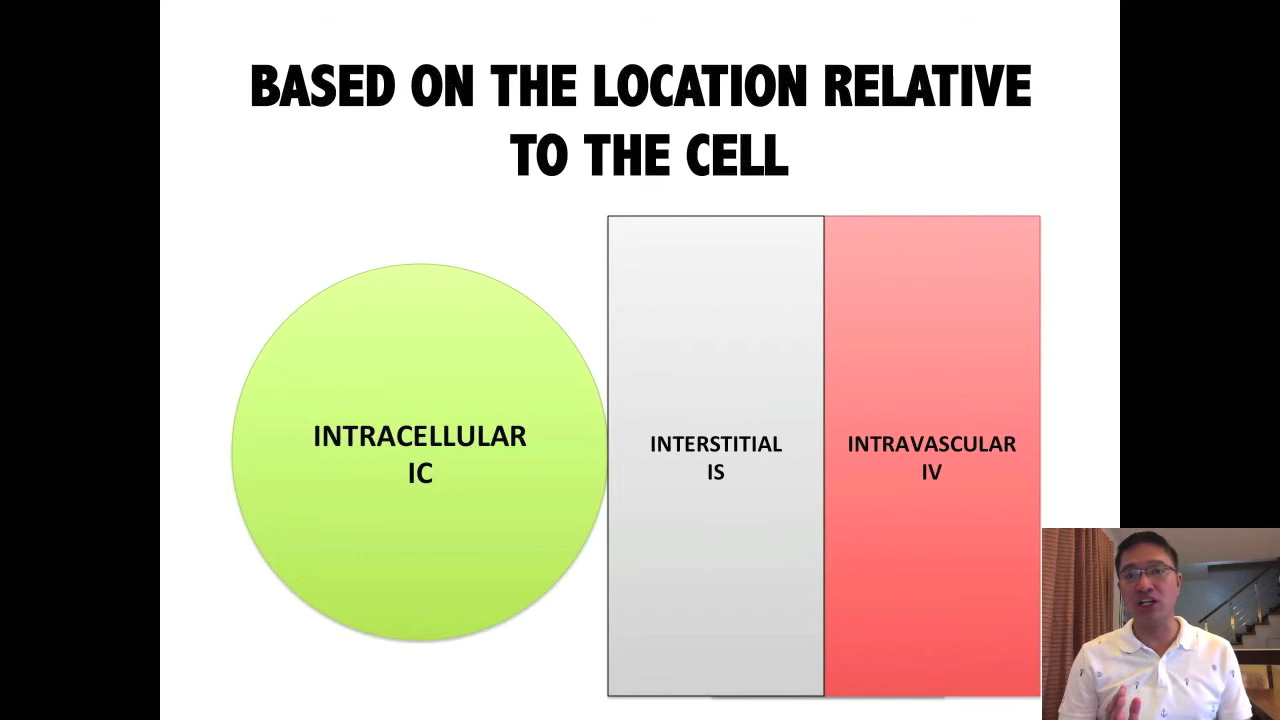 BASED ON THE LOCATION RELATIVE
TO THE CELL
INTRACELLULAR
IC
INTERSTITIAL
IS
INTRAVASCULAR
IV